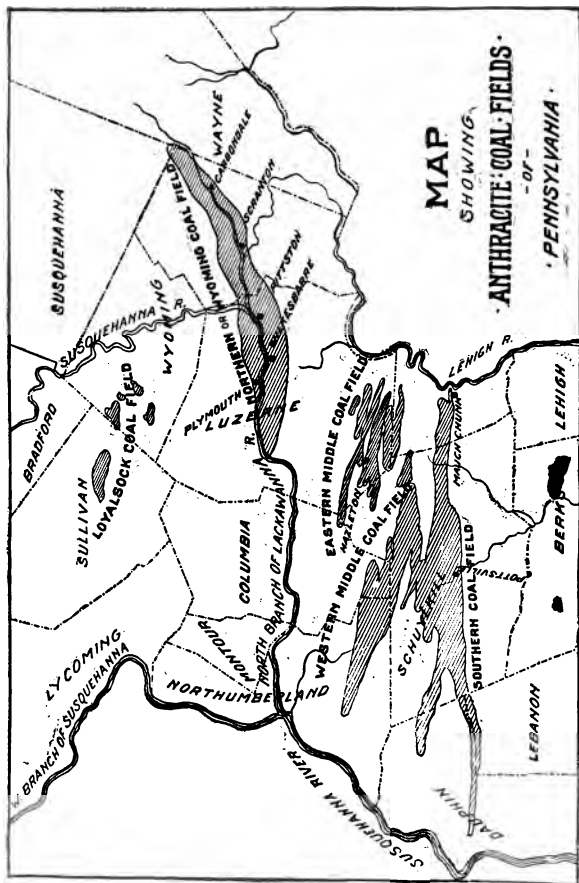 MAP
SHOWING
ANTHRACITE COAL FIELDS
OF
PENNSYLVANIA
SUSQUEHANNA
WAYNE
CARBONDALE
SCRANTON
PITTSTON
WILKESBARRE
NORTHERN OR WYOMING COAL FIELD
SUSQUEHANNA R.
WYOMING
BRADFORD
SULLIVAN
LOYALSOCK COAL FIELD
PLYMOUTH
LUZERNE
R.
NORTH BRANCH OF LACKAWANNA
COLUMBIA
MONTOUR
LYCOMING
W. BRANCH OF SUSQUEHANNA
NORTHUMBERLAND
SUSQUEHANNA RIVER
EASTERN MIDDLE COAL FIELD
HAZLETON
WESTERN MIDDLE COAL FIELD
LEHIGH R.
MAUCH CHUNK
LEHIGH
SCHUYLKILL
SOUTHERN COAL FIELD
POTTSVILLE
BERK
LEBANON
DAUPHIN